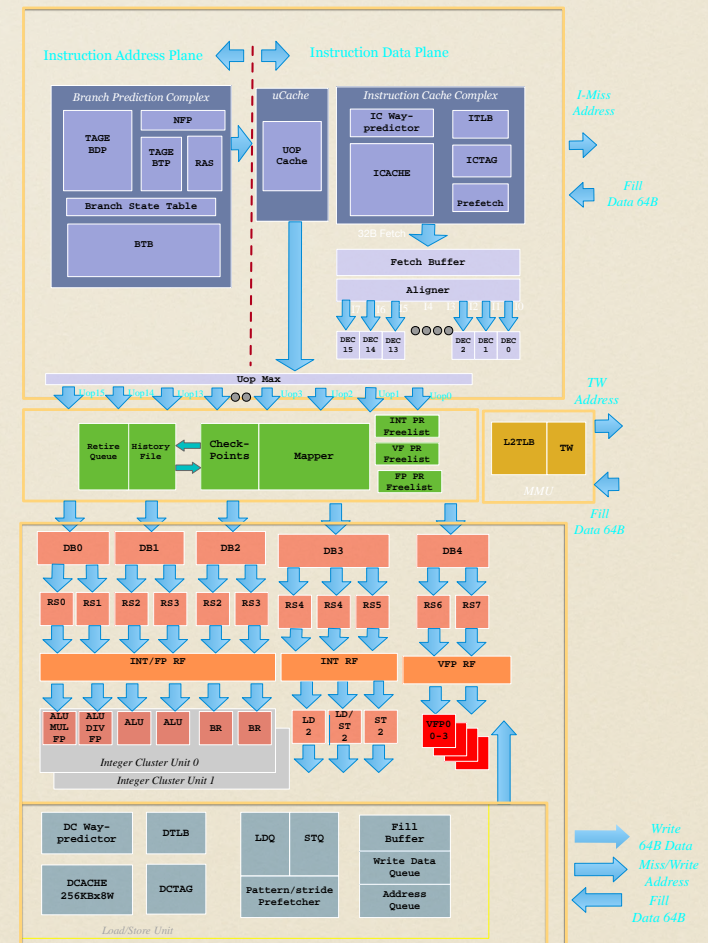 Instruction Address Plane
Instruction Data Plane
Branch Prediction Complex
TAGE
BDP
NFP
TAGE
BTP
RAS
Branch State Table
BTB
uCache
UOP
Cache
Instruction Cache Complex
IC Way-
predictor
ITLB
ICACHE
ICTAG
Prefetch
I-Miss
Address
Fill
Data 64B
32B Fetch
Fetch Buffer
Aligner
DEC
15
DEC
14
DEC
13
DEC
2
DEC
1
DEC
0
Uop Max
Uop15
Uop14
Uop13
Uop3
Uop2
Uop1
Uop0
TW
Address
Retire
Queue
History
File
Check-
Points
Mapper
INT PR
Freelist
VF PR
Freelist
FP PR
Freelist
L2TLB
TW
MMU
Fill
Data 64B
DB0
DB1
DB2
DB3
DB4
RS0
RS1
RS2
RS3
RS2
RS3
RS4
RS4
RS5
RS6
RS7
INT/FP RF
INT RF
VFP RF
ALU
MUL
FP
ALU
DIV
FP
ALU
ALU
BR
BR
LD
2
LD/
ST
2
ST
2
VFP0
0-3
Integer Cluster Unit 0
Integer Cluster Unit 1
DC Way-
predictor
DTLB
DCACHE
256KBx8W
DCTAG
LDQ
STQ
Pattern/stride
Prefetcher
Fill
Buffer
Write Data
Queue
Address
Queue
Load/Store Unit
Write
64B Data
Miss/Write
Address
Fill
Data 64B